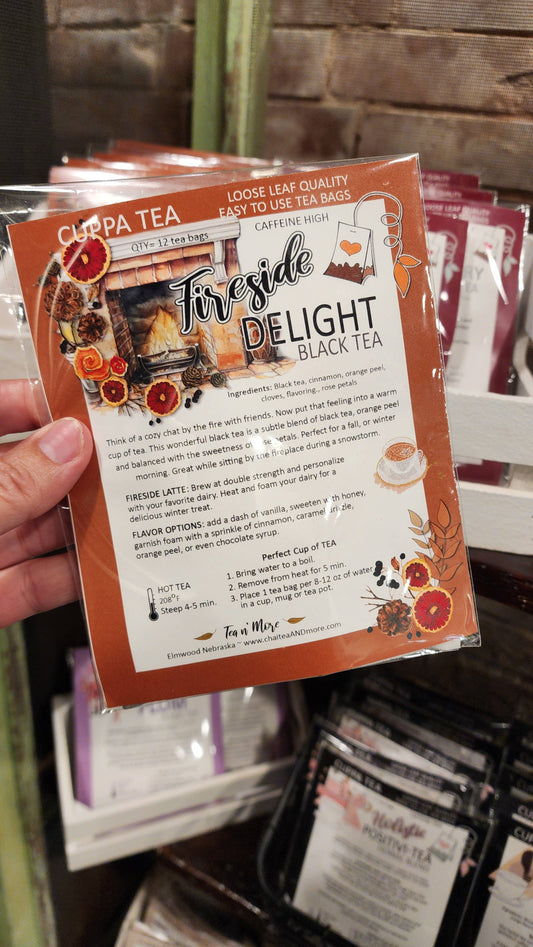 CUPPA TEA
LOOSE LEAF QUALITY
EASY TO USE TEA BAGS
QTY= 12 tea bags
CAFFEINE HIGH
Fireside
DELIGHT
BLACK TEA
Ingredients: Black tea, cinnamon, orange peel,
cloves, flavoring,, rose petals
Think of a cozy chat by the fire with friends. Now put that feeling into a warm
cup of tea. This wonderful black tea is a subtle blend of black tea, orange peel
and balanced with the sweetness of rose petals. Perfect for a fall, or winter
morning. Great while sitting by the fireplace during a snowstorm.
FIRESIDE LATTE: Brew at double strength and personalize
with your favorite dairy. Heat and foam your dairy for a
delicious winter treat.
FLAVOR OPTIONS: add a dash of vanilla, sweeten with honey,
garnish foam with a sprinkle of cinnamon, caramel drizzle,
orange peel, or even chocolate syrup.
Perfect Cup of TEA
1. Bring water to a boil.
2. Remove from heat for 5 min.
3. Place 1 tea bag per 8-12 oz of water
in a cup, mug or tea pot.
HOT TEA
208°F
Steep 4-5 min.
Tea n' More
Elmwood Nebraska ~ www.chaiteaANDmore.com
CUPPA TEA
Holistic
POSITIVI-TEA